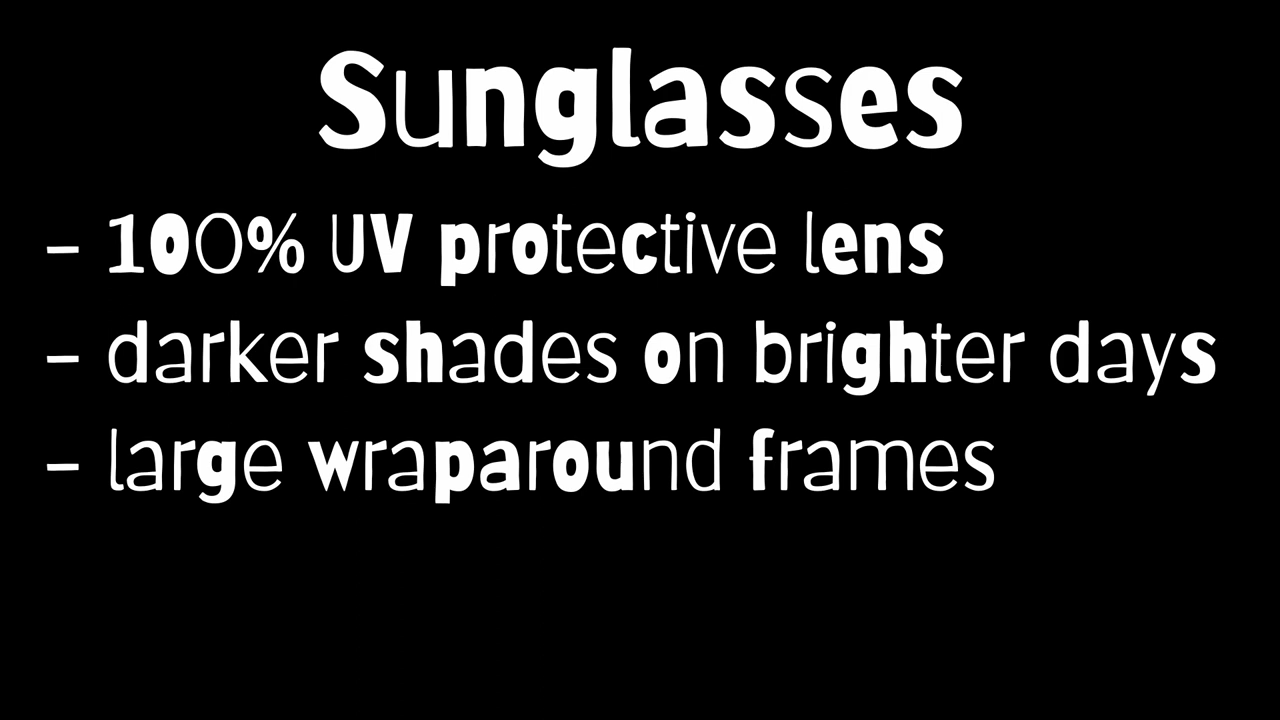 Sunglasses
- 100% UV protective lens
- darker shades on brighter days
- large wraparound frames